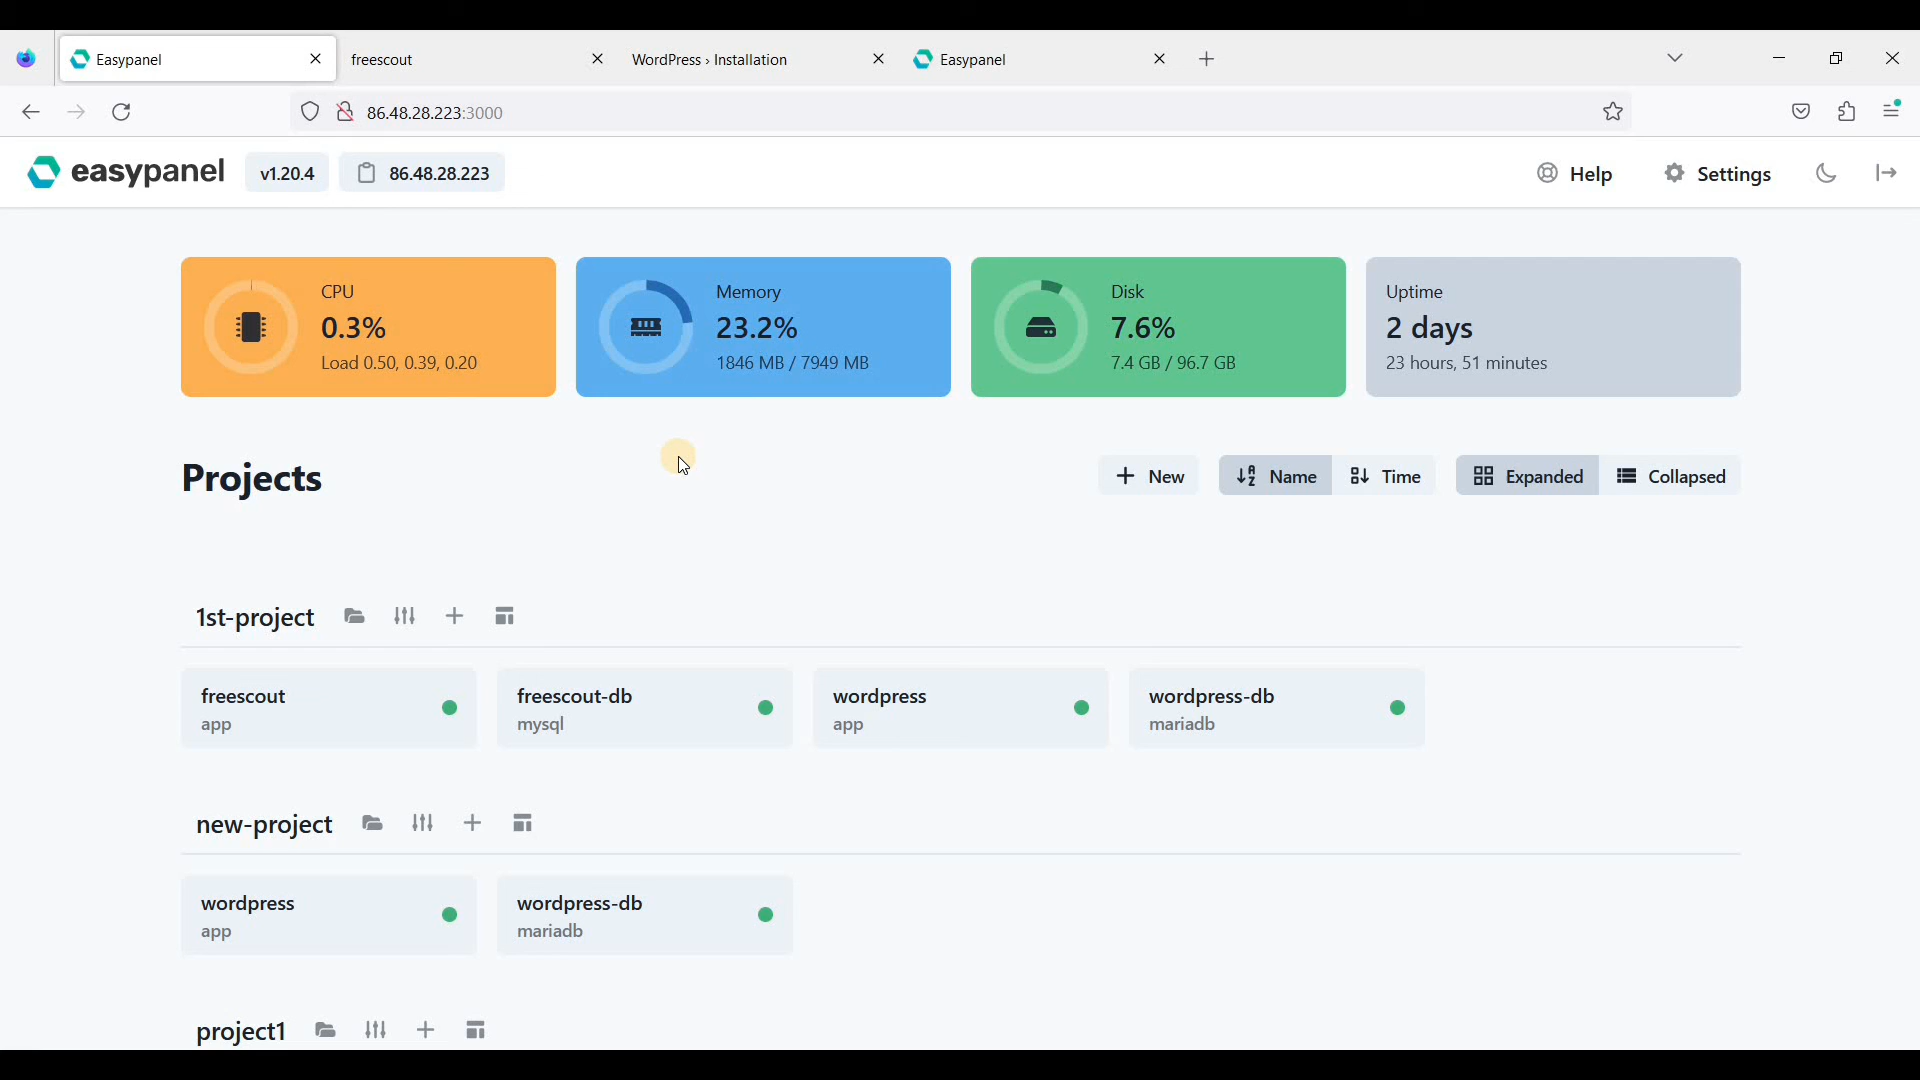 Easypanel
freescout
WordPress › Installation
Easypanel
86.48.28.223:3000
easypanel
v1.20.4
86.48.28.223
Help
Settings
CPU
0.3%
Load 0.50, 0.39, 0.20
Memory
23.2%
1846 MB / 7949 MB
Disk
7.6%
7.4 GB / 96.7 GB
Uptime
2 days
23 hours, 51 minutes
Projects
New
Name
Time
Expanded
Collapsed
1st-project
freescout
app
freescout-db
mysql
wordpress
app
wordpress-db
mariadb
new-project
wordpress
app
wordpress-db
mariadb
project1